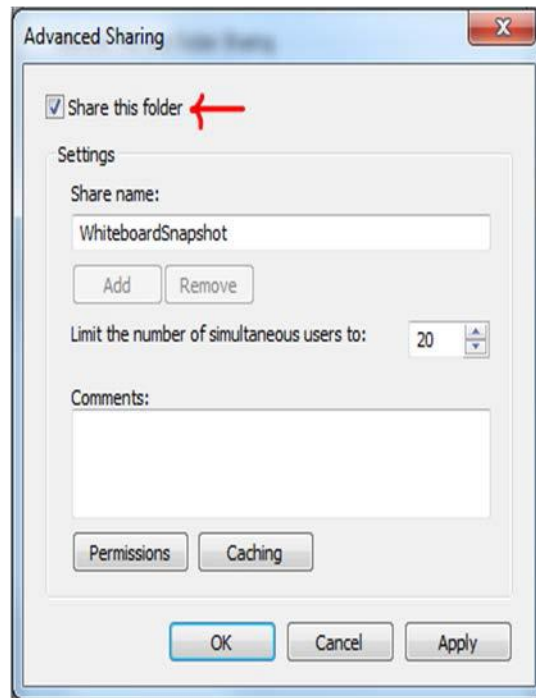 Advanced Sharing
Share this folder
Settings
Share name:
WhiteboardSnapshot
Add Remove
Limit the number of simultaneous users to: 20
Comments:
Permissions Caching
OK Cancel Apply